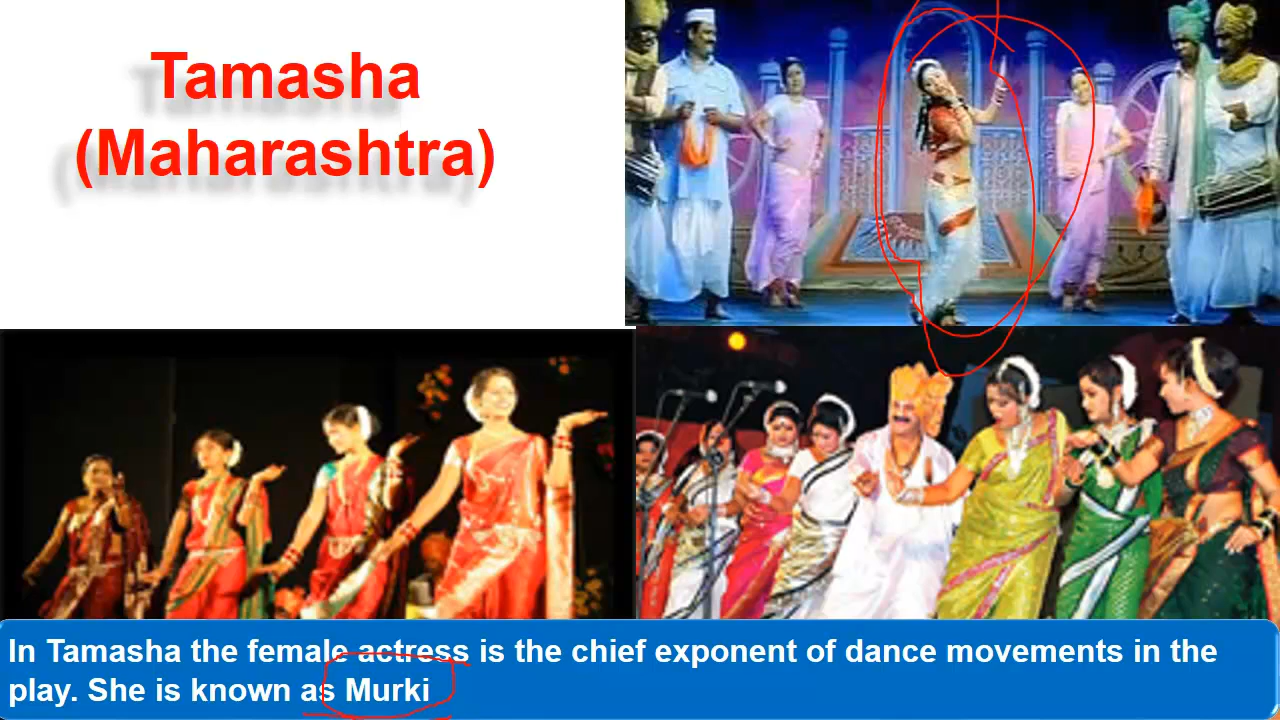 Tamasha
(Maharashtra)
In Tamasha the female actress is the chief exponent of dance movements in the
play. She is known as Murki